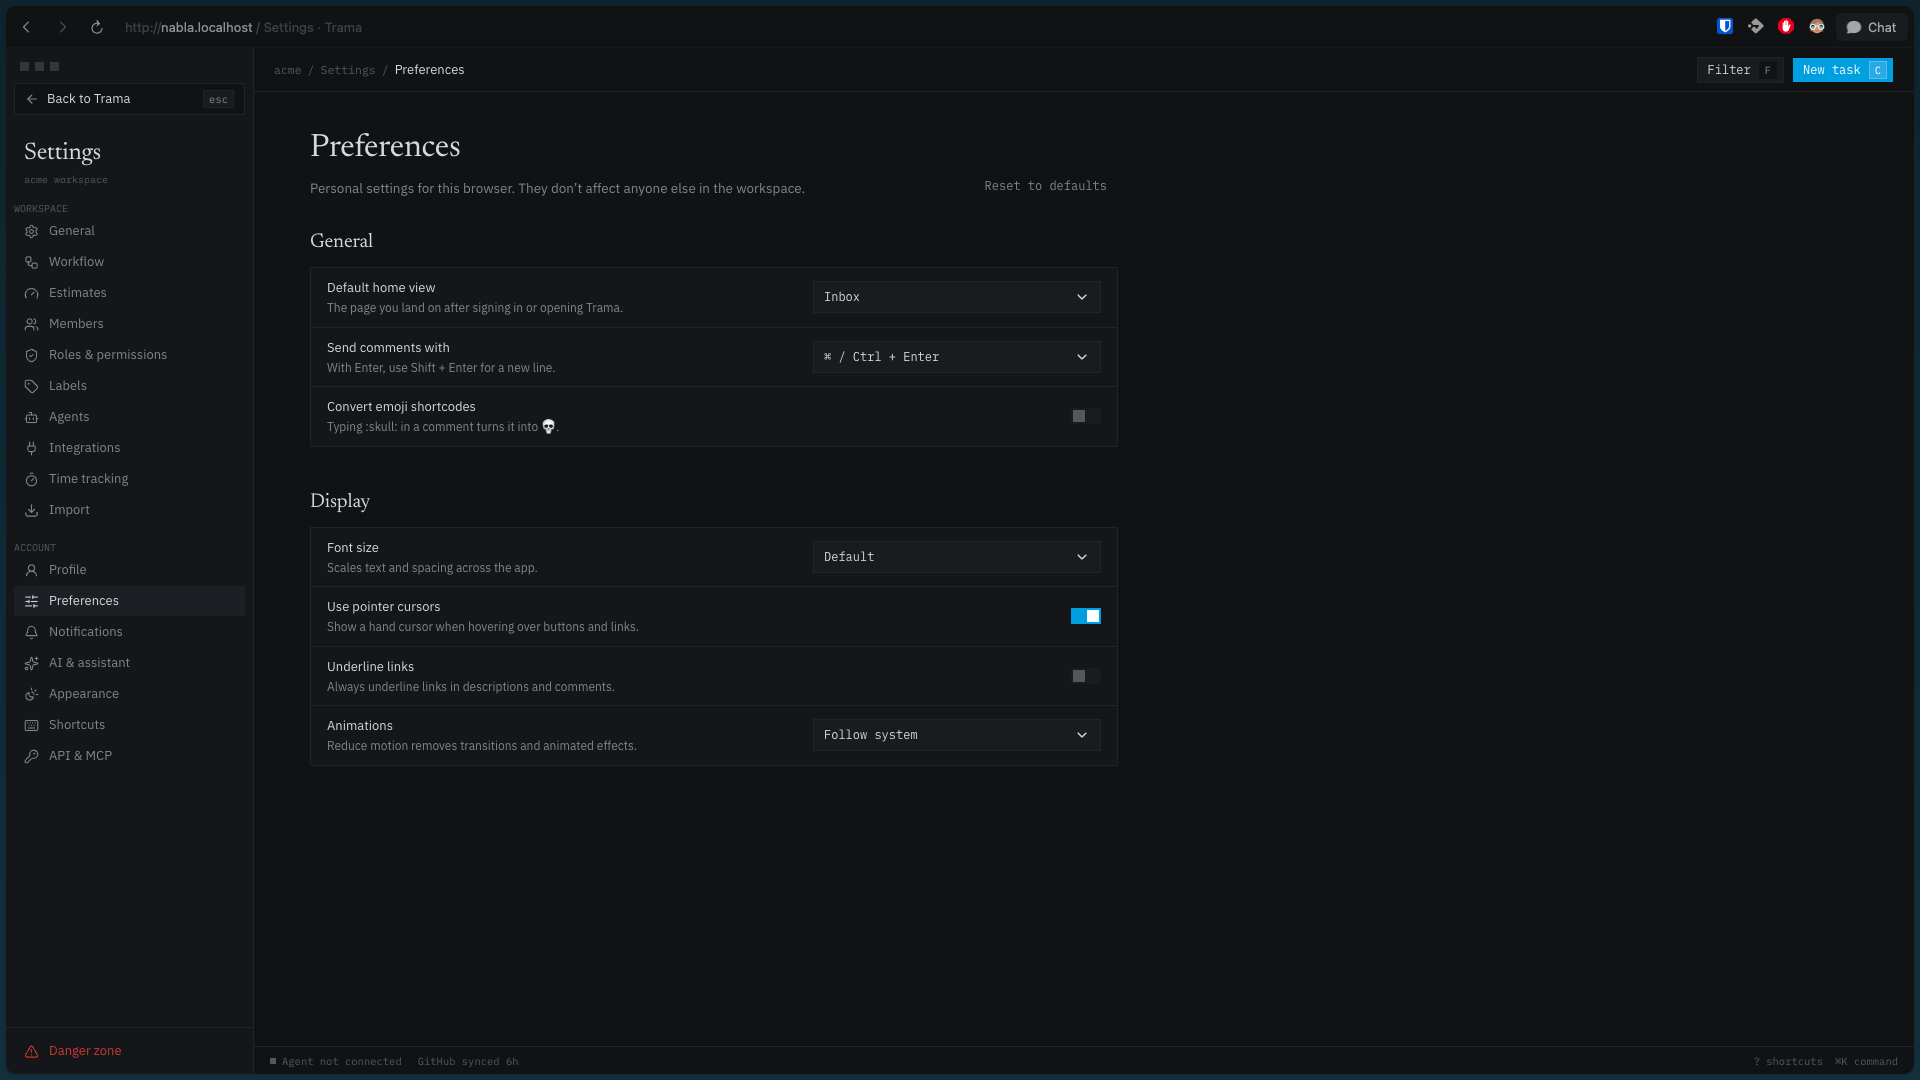 http://nabla.localhost / Settings · Trama
Chat
Back to Trama esc
Settings
acme workspace
WORKSPACE
General
Workflow
Estimates
Members
Roles & permissions
Labels
Agents
Integrations
Time tracking
Import
ACCOUNT
Profile
Preferences
Notifications
AI & assistant
Appearance
Shortcuts
API & MCP
Danger zone
acme / Settings / Preferences
Filter F
New task C
Preferences
Personal settings for this browser. They don’t affect anyone else in the workspace.
Reset to defaults
General
Default home view
The page you land on after signing in or opening Trama.
Inbox
Send comments with
With Enter, use Shift + Enter for a new line.
⌘ / Ctrl + Enter
Convert emoji shortcodes
Typing :skull: in a comment turns it into 💀.
Display
Font size
Scales text and spacing across the app.
Default
Use pointer cursors
Show a hand cursor when hovering over buttons and links.
Underline links
Always underline links in descriptions and comments.
Animations
Reduce motion removes transitions and animated effects.
Follow system
Agent not connected GitHub synced 6h
? shortcuts ⌘K command